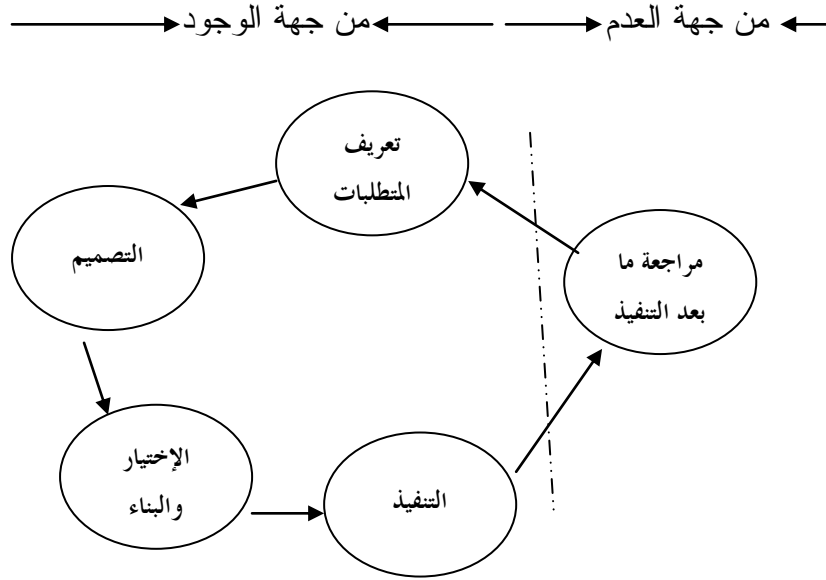 من جهة العدم
من جهة الوجود
تعريف
المتطلبات
مراجعة ما
بعد التنفيذ
التصميم
الإختيار
والبناء
التنفيذ